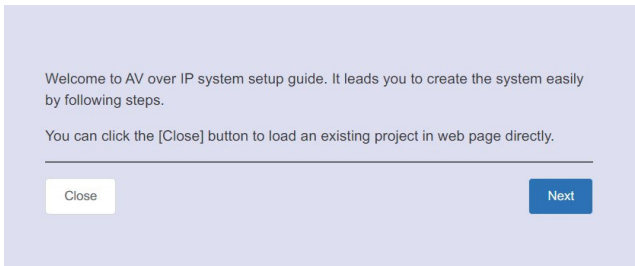 Welcome to AV over IP system setup guide. It leads you to create the system easily
by following steps.
You can click the [Close] button to load an existing project in web page directly.
Close
Next